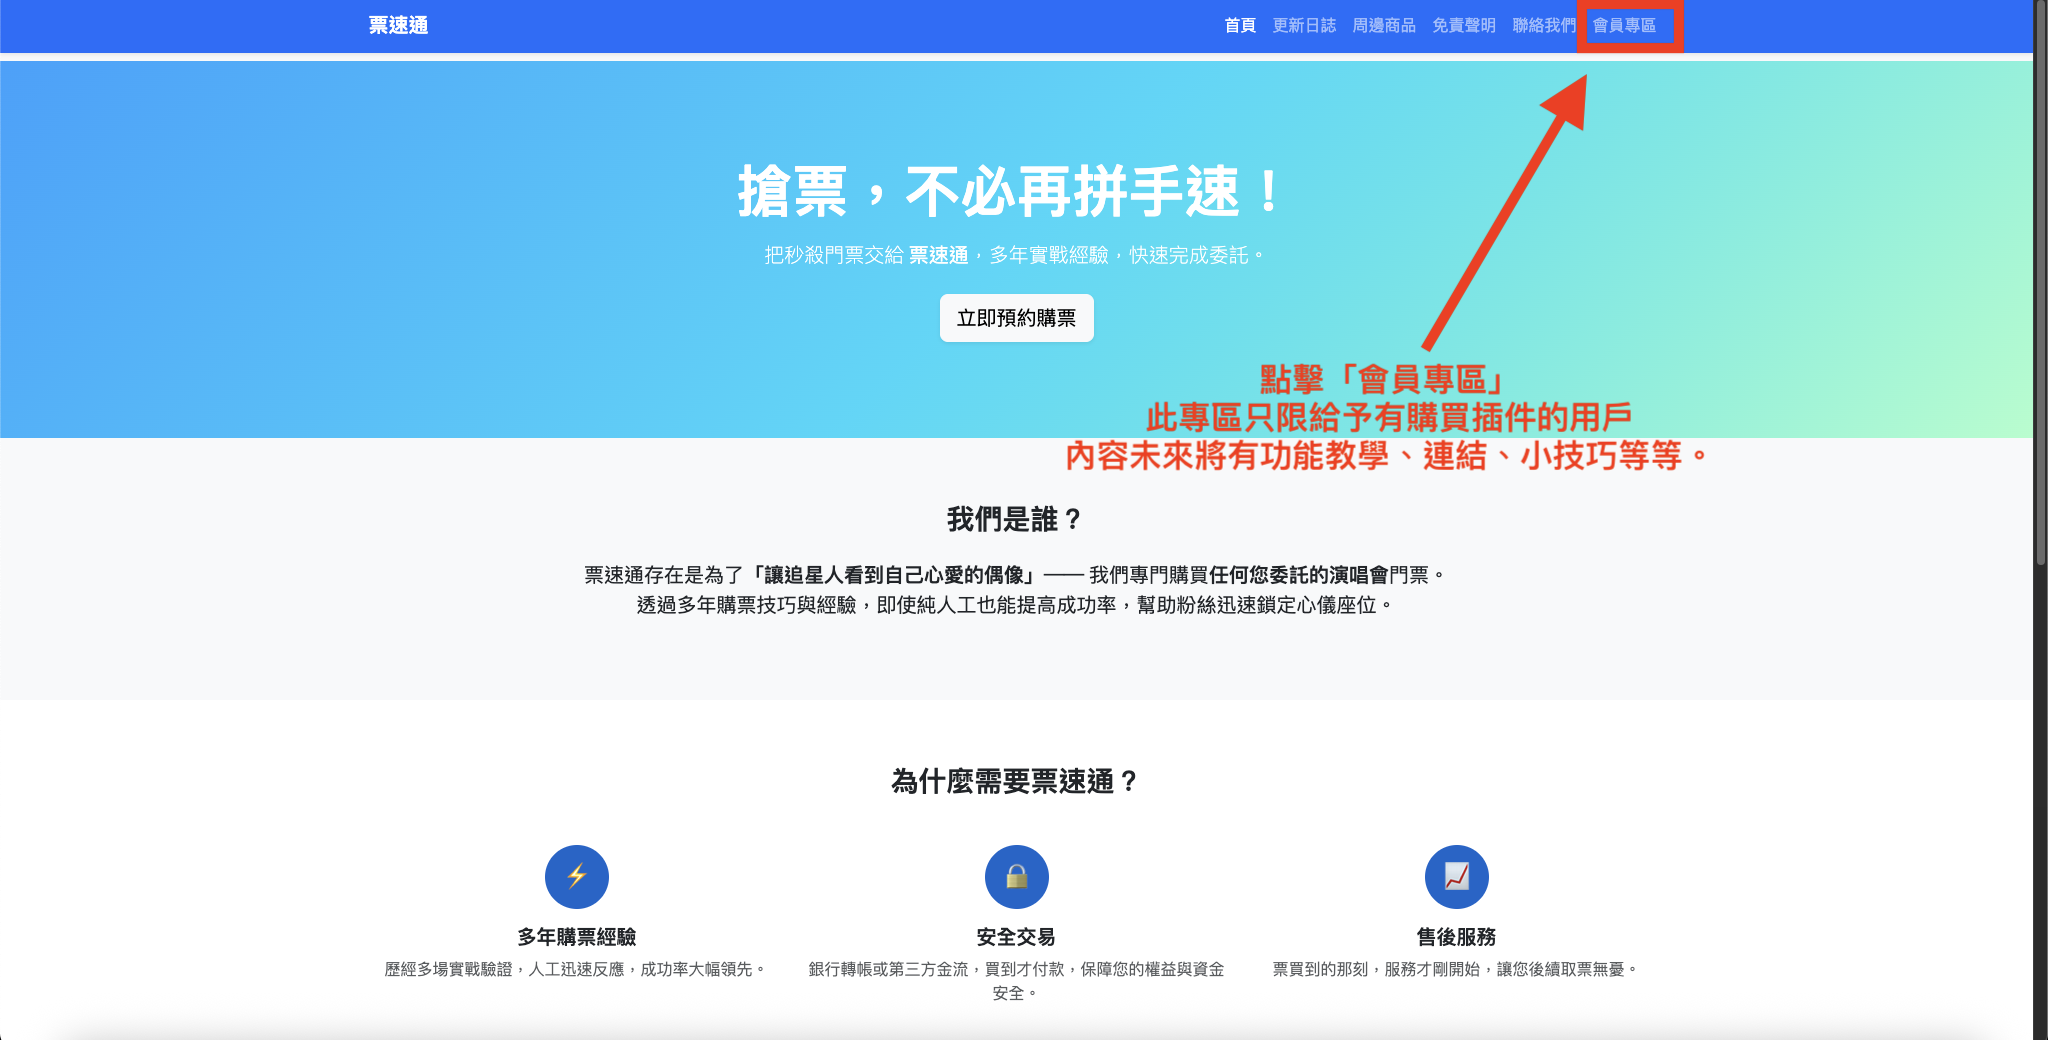 票速通
首頁 更新日誌 周邊商品 免責聲明 聯絡我們 會員專區
搶票，不必再拼手速！
把秒殺門票交給 票速通，多年實戰經驗，快速完成委託。
立即預約購票
點擊「會員專區」
此專區只限給予有購買插件的用戶
內容未來將有功能教學、連結、小技巧等等。
我們是誰？
票速通存在是為了「讓追星人看到自己心愛的偶像」—— 我們專門購買任何您委託的演唱會門票。
透過多年購票技巧與經驗，即使純人工也能提高成功率，幫助粉絲迅速鎖定心儀座位。
為什麼需要票速通？
多年購票經驗
歷經多場實戰驗證，人工迅速反應，成功率大幅領先。
安全交易
銀行轉帳或第三方金流，買到才付款，保障您的權益與資金
安全。
售後服務
票買到的那刻，服務才剛開始，讓您後續取票無憂。